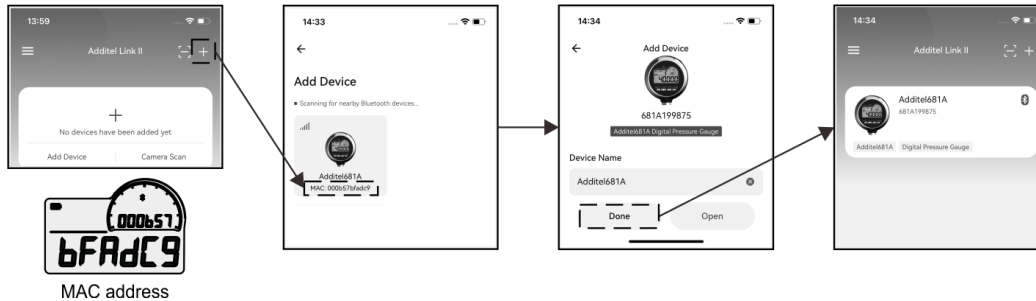 13:59
Additel Link II
No devices have been added yet
Add Device
Camera Scan
000b57
bFAdC9
MAC address
14:33
Add Device
Scanning for nearby Bluetooth devices...
Additel681A
MAC: 000b57bfadc9
14:34
Add Device
681A199875
Additel681A Digital Pressure Gauge
Device Name
Additel681A
Done
Open
14:34
Additel Link II
Additel681A
681A199875
Additel681A
Digital Pressure Gauge